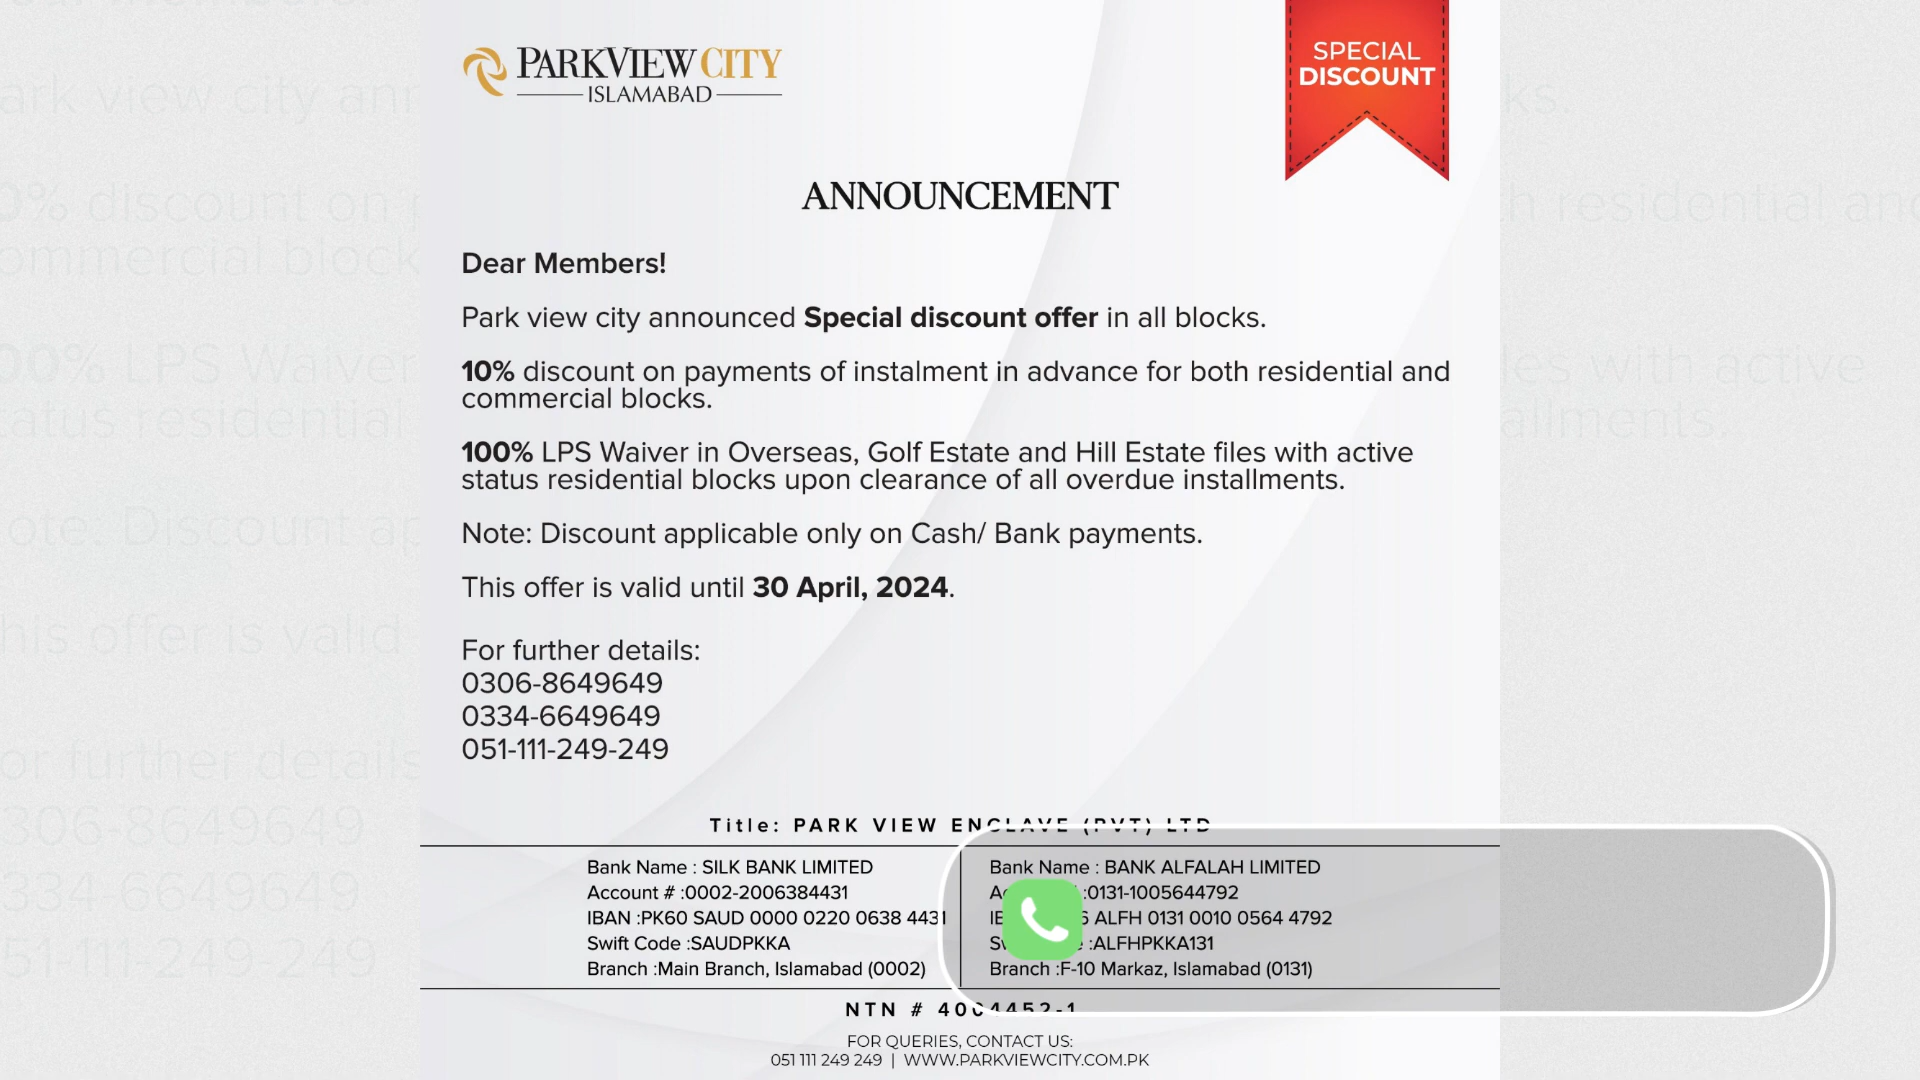 PARKVIEW CITY
ISLAMABAD
SPECIAL
DISCOUNT
ANNOUNCEMENT
Dear Members!
Park view city announced Special discount offer in all blocks.
10% discount on payments of instalment in advance for both residential and
commercial blocks.
100% LPS Waiver in Overseas, Golf Estate and Hill Estate files with active
status residential blocks upon clearance of all overdue installments.
Note: Discount applicable only on Cash/ Bank payments.
This offer is valid until 30 April, 2024.
For further details:
0306-8649649
0334-6649649
051-111-249-249
Title: PARK VIEW ENCLAVE (PVT) LTD
Bank Name : SILK BANK LIMITED
Account # :0002-2006384431
IBAN :PK60 SAUD 0000 0220 0638 4431
Swift Code :SAUDPKKA
Branch :Main Branch, Islamabad (0002)
Bank Name : BANK ALFALAH LIMITED
:0131-1005644792
ALFH 0131 0010 0564 4792
:ALFHPKKA131
Branch :F-10 Markaz, Islamabad (0131)
NTN # 4004452-1
FOR QUERIES, CONTACT US:
051 111 249 249 | WWW.PARKVIEWCITY.COM.PK